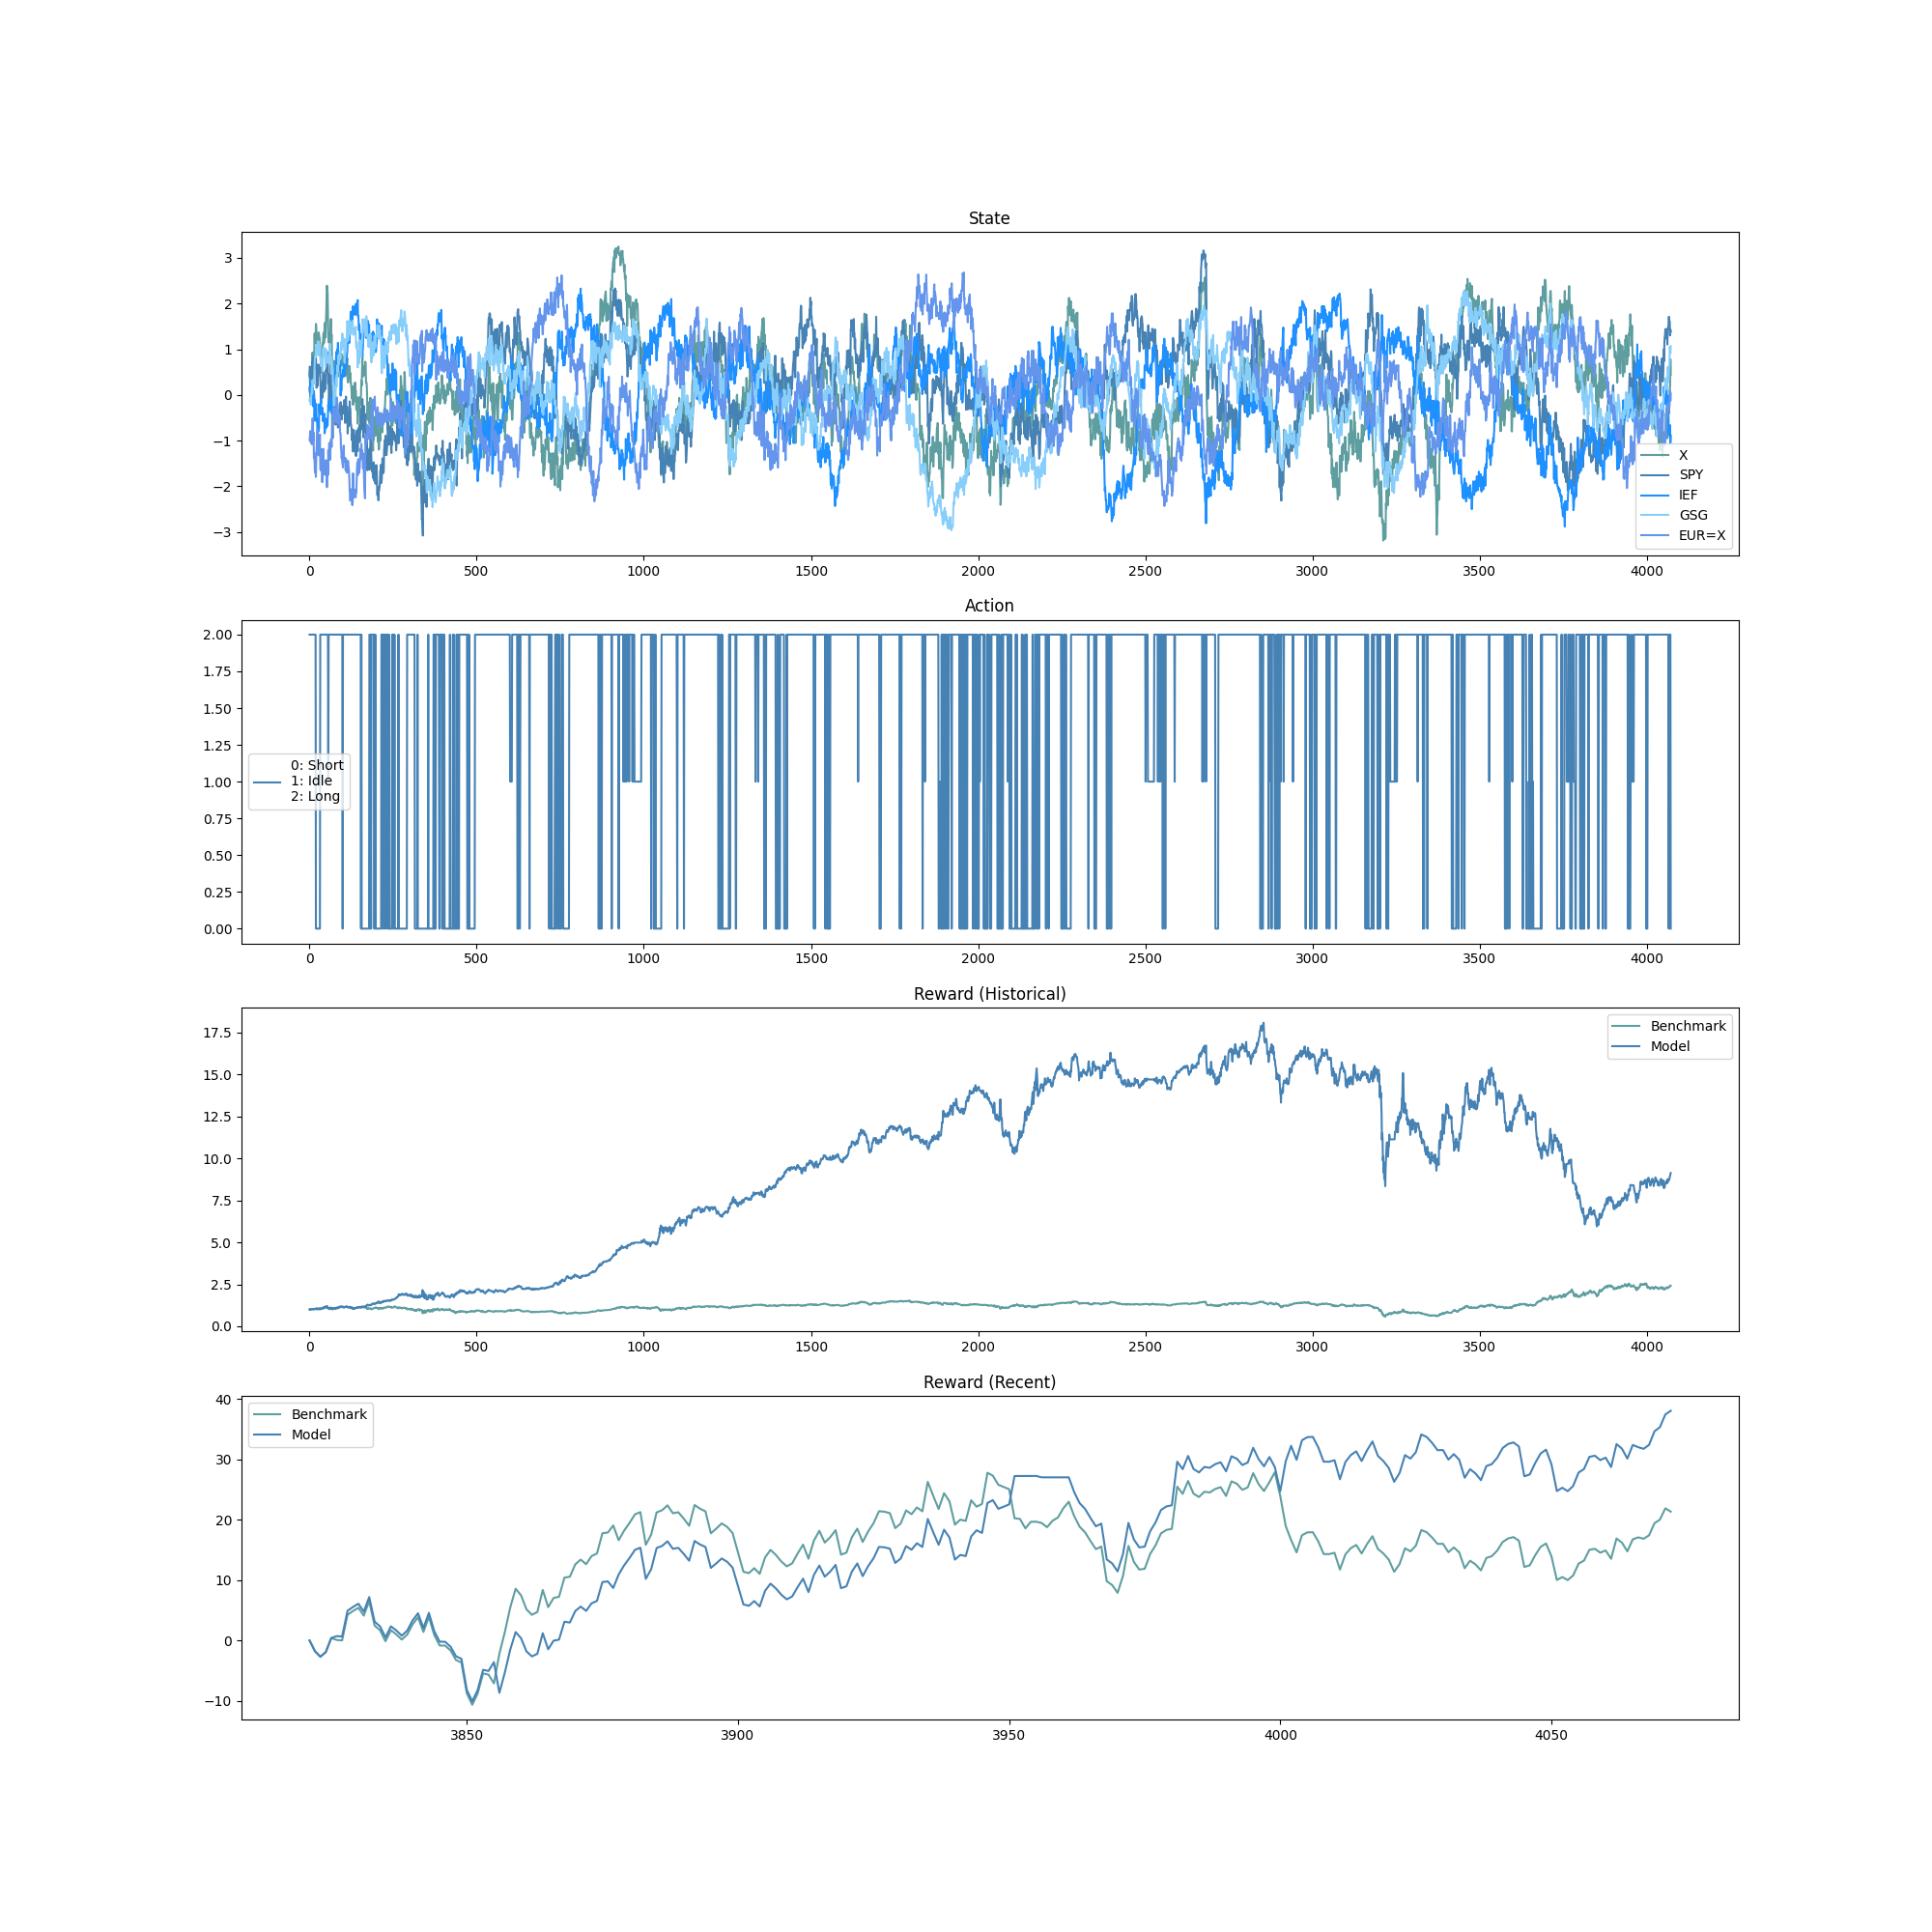 State
3
2
1
0
−1
−2
−3
X
SPY
IEF
GSG
EUR=X
0 500 1000 1500 2000 2500 3000 3500 4000
Action
2.00
1.75
1.50
1.25
1.00
0.75
0.50
0.25
0.00
0: Short
1: Idle
2: Long
0 500 1000 1500 2000 2500 3000 3500 4000
Reward (Historical)
17.5
15.0
12.5
10.0
7.5
5.0
2.5
0.0
Benchmark
Model
0 500 1000 1500 2000 2500 3000 3500 4000
Reward (Recent)
40
30
20
10
0
−10
Benchmark
Model
3850 3900 3950 4000 4050